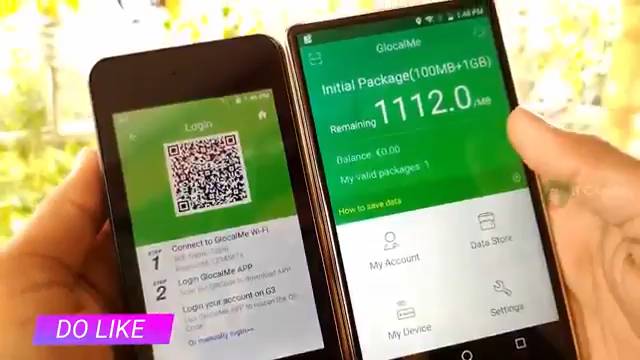 Login
STEP 1
Connect to GlocalMe Wi-Fi
STEP 2
Login GlocalMe APP
Login your account on G3
Code
Or manually login>>
1:48 PM
GlocalMe
Initial Package(100MB+1GB)
Remaining 1112.0 /MB
Balance: €0.00
My valid packages: 1
How to save data
My Account
Data Store
My Device
Settings
DO LIKE